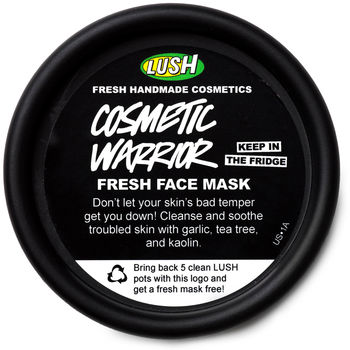 LUSH
FRESH HANDMADE COSMETICS
COSMETIC
WARRIOR
KEEP IN
THE FRIDGE
FRESH FACE MASK
Don't let your skin's bad temper
get you down! Cleanse and soothe
troubled skin with garlic, tea tree,
and kaolin.
US•1A
Bring back 5 clean LUSH
pots with this logo and
get a fresh mask free!